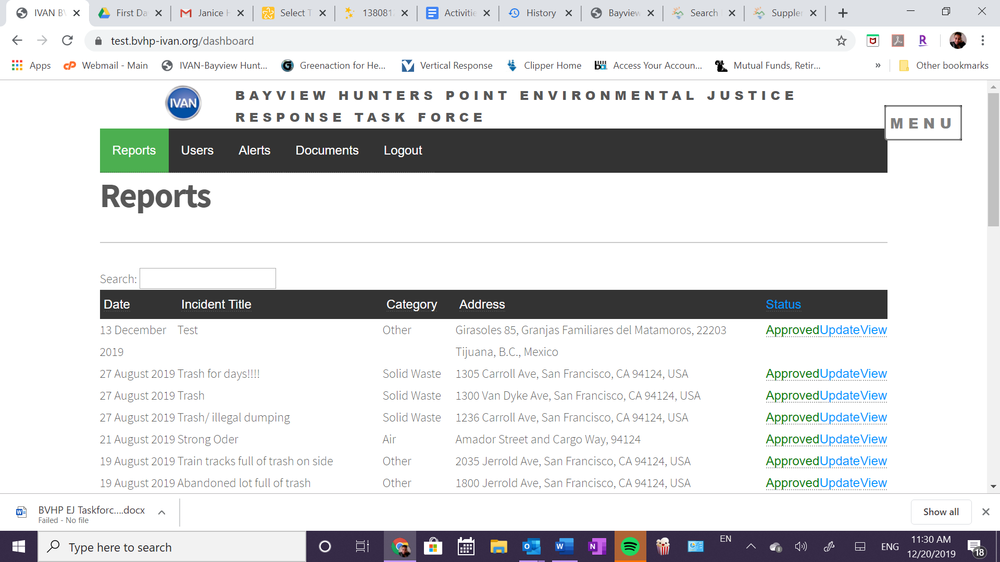 IVAN BV
First Da
Janice H
Select T
138081
Activitie
History
Bayview
Search
Supplem
test.bvhp-ivan.org/dashboard
Apps
Webmail - Main
IVAN-Bayview Hunt...
Greenaction for He...
Vertical Response
Clipper Home
Access Your Accoun...
Mutual Funds, Retir...
»
Other bookmarks
IVAN
BAYVIEW HUNTERS POINT ENVIRONMENTAL JUSTICE
RESPONSE TASK FORCE
MENU
Reports Users Alerts Documents Logout
Reports
Search:
Date Incident Title Category Address Status
13 December Test Other Girasoles 85, Granjas Familiares del Matamoros, 22203 ApprovedUpdateView
2019 Tijuana, B.C., Mexico
27 August 2019 Trash for days!!!! Solid Waste 1305 Carroll Ave, San Francisco, CA 94124, USA ApprovedUpdateView
27 August 2019 Trash Solid Waste 1300 Van Dyke Ave, San Francisco, CA 94124, USA ApprovedUpdateView
27 August 2019 Trash/ illegal dumping Solid Waste 1236 Carroll Ave, San Francisco, CA 94124, USA ApprovedUpdateView
21 August 2019 Strong Oder Air Amador Street and Cargo Way, 94124 ApprovedUpdateView
19 August 2019 Train tracks full of trash on side Other 2035 Jerrold Ave, San Francisco, CA 94124, USA ApprovedUpdateView
19 August 2019 Abandoned lot full of trash Other 1800 Jerrold Ave, San Francisco, CA 94124, USA ApprovedUpdateView
BVHP EJ Taskforc....docx
Failed - No file
Show all
Type here to search
EN
ENG
11:30 AM
12/20/2019
18